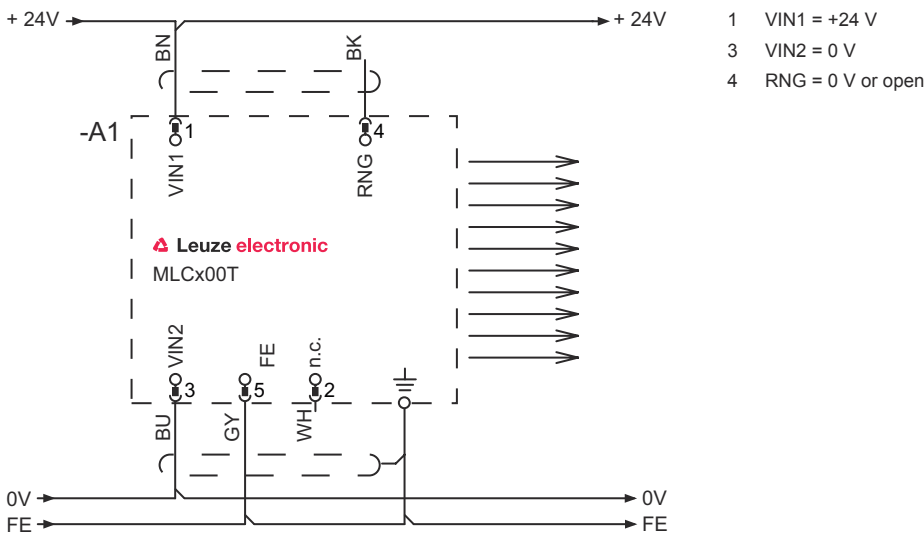 + 24V
+ 24V
1 VIN1 = +24 V
3 VIN2 = 0 V
4 RNG = 0 V or open
BN
BK
-A1
1
4
VIN1
RNG
Leuze electronic
MLCx00T
VIN2
FE
n.c.
3
5
2
BU
GY
WH
0V
0V
FE
FE